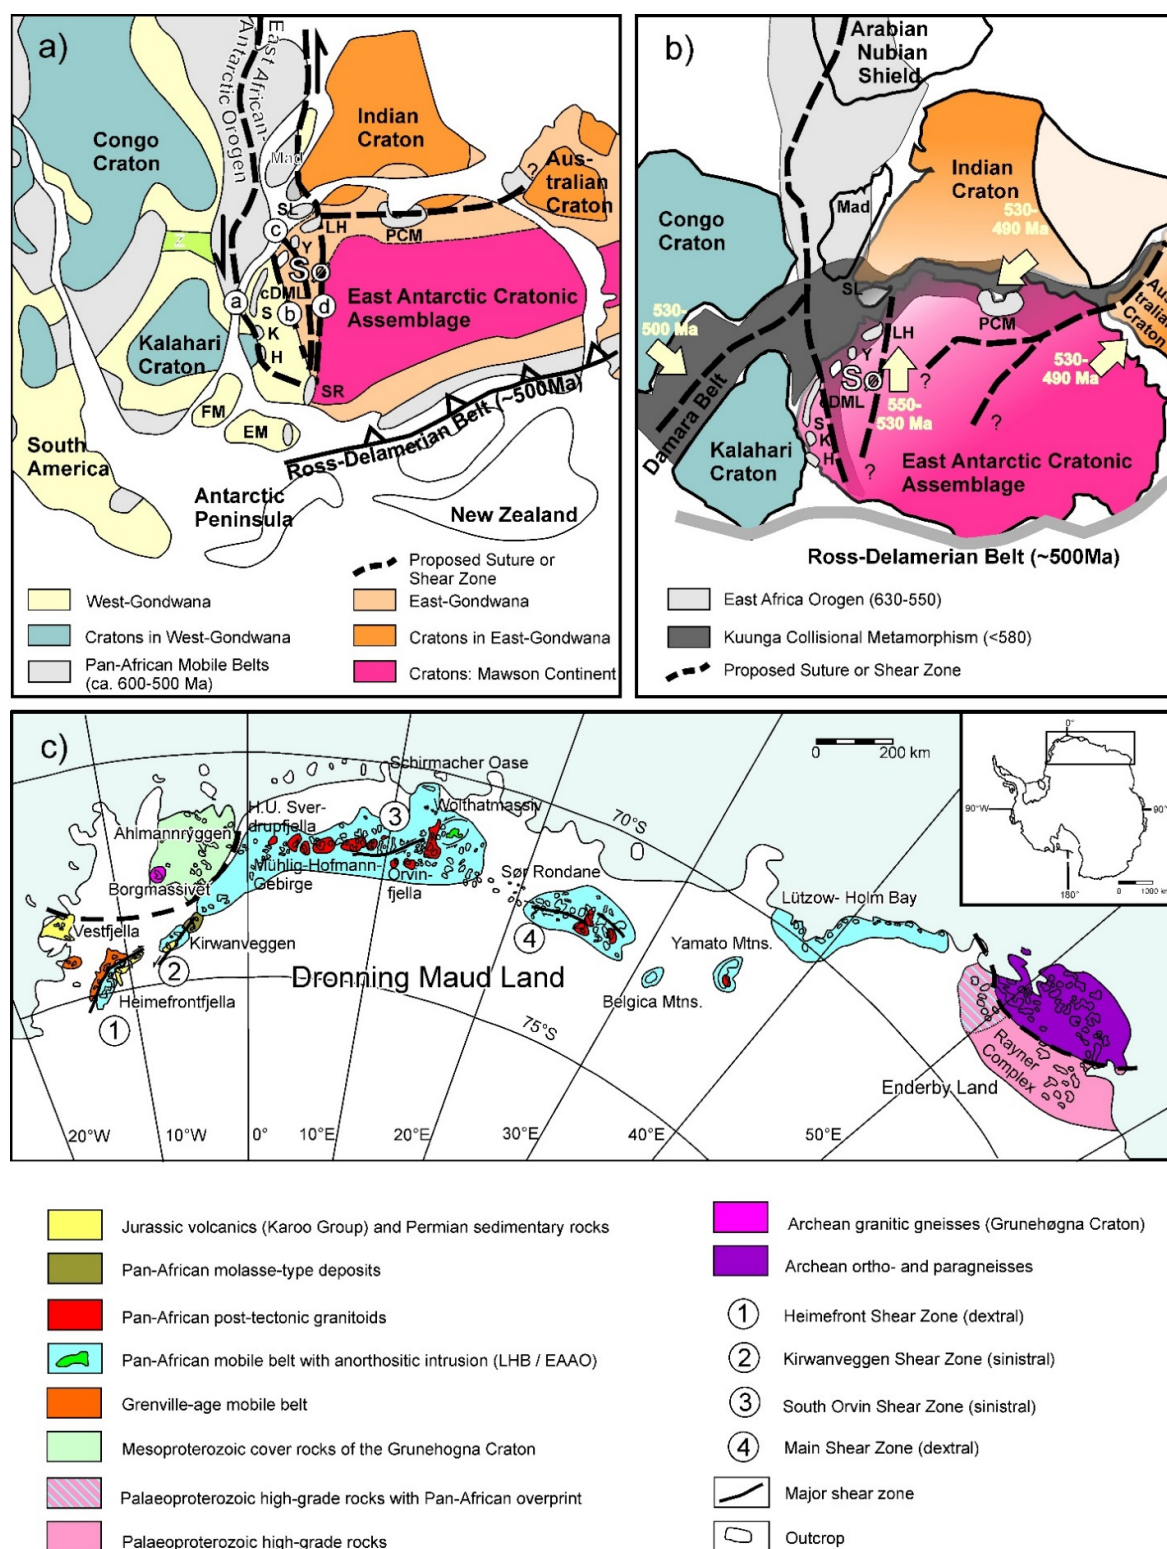 a)
East African-
Antarctic Orogen
Congo
Craton
Indian
Craton
Mad
Aus-
tralian
Craton
?
SL
c
LH
PCM
Z
Y
Sø
a
cDML
b
d
S
K
H
East Antarctic Cratonic
Assemblage
Kalahari
Craton
SR
FM
EM
Ross-Delamerian Belt (~500Ma)
South
America
Antarctic
Peninsula
New Zealand
Proposed Suture or
Shear Zone
West-Gondwana
East-Gondwana
Cratons in West-Gondwana
Cratons in East-Gondwana
Pan-African Mobile Belts
(ca. 600-500 Ma)
Cratons: Mawson Continent
b)
Arabian
Nubian
Shield
Indian
Craton
Congo
Craton
Mad
530-
490 Ma
SL
PCM
Aus-
tralian
Craton
530-
500 Ma
LH
Y
Sø
cDML
?
530-
490 Ma
550-
530 Ma
Damara Belt
S
K
H
?
?
Kalahari
Craton
East Antarctic Cratonic
Assemblage
Ross-Delamerian Belt (~500Ma)
East Africa Orogen (630-550)
Kuunga Collisional Metamorphism (<580)
Proposed Suture or Shear Zone
c)
200 km
0°
90°W
90°
180°
1000 km
Schirmacher Oase
H.U. Sver-
drupfjella
3
Wolthatmassiv
70°S
Ahlmannryggen
Mühlig-Hofmann-
Gebirge
Orvin-
fjella
Sør Rondane
Borgmassivet
Lützow- Holm Bay
Vestfjella
Kirwanveggen
4
Yamato Mtns.
2
Dronning Maud Land
Belgica Mtns.
Heimefrontfjella
1
75°S
Rayner
Complex
Enderby Land
20°W
10°W
0°
10°E
20°E
30°E
40°E
50°E
Jurassic volcanics (Karoo Group) and Permian sedimentary rocks
Pan-African molasse-type deposits
Pan-African post-tectonic granitoids
Pan-African mobile belt with anorthositic intrusion (LHB / EAAO)
Grenville-age mobile belt
Mesoproterozoic cover rocks of the Grunehogna Craton
Palaeoproterozoic high-grade rocks with Pan-African overprint
Palaeoproterozoic high-grade rocks
Archean granitic gneisses (Grunehøgna Craton)
Archean ortho- and paragneisses
1 Heimefront Shear Zone (dextral)
2 Kirwanveggen Shear Zone (sinistral)
3 South Orvin Shear Zone (sinistral)
4 Main Shear Zone (dextral)
Major shear zone
Outcrop